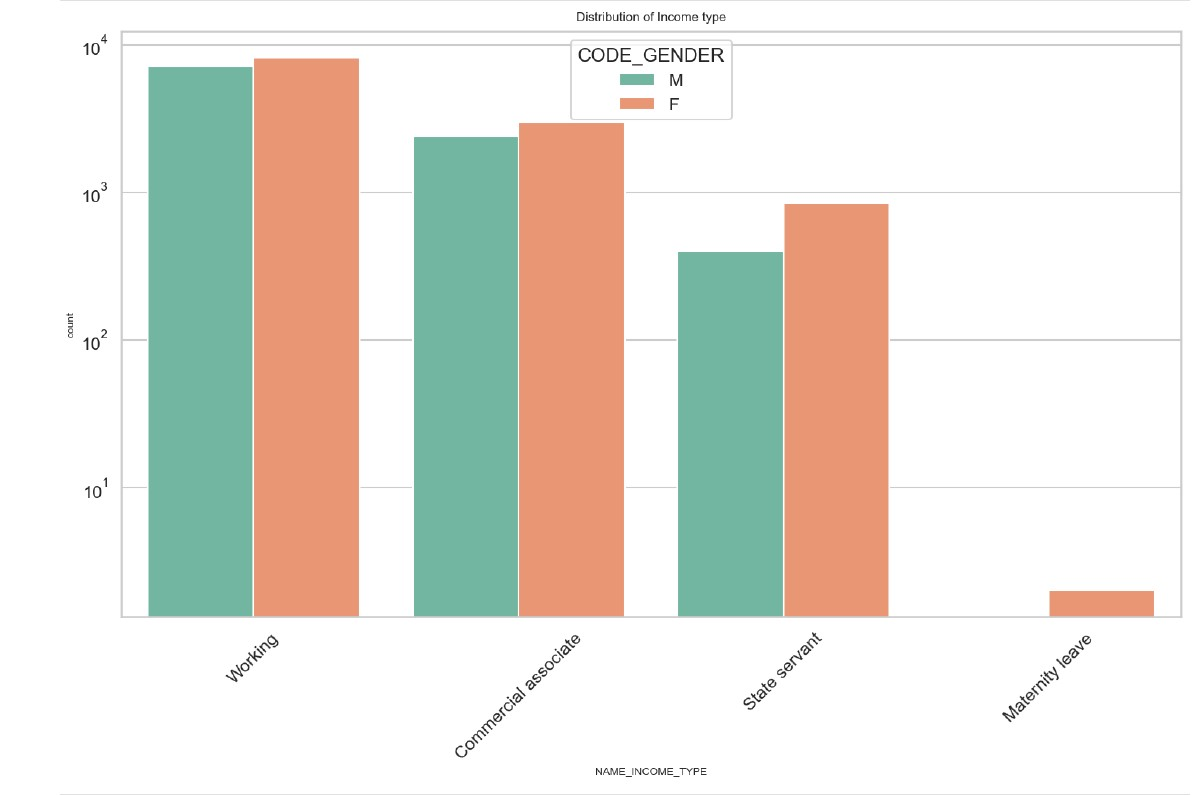 Distribution of Income type
10^4
CODE_GENDER
M
F
10^3
10^2
count
10^1
Working
Commercial associate
State servant
Maternity leave
NAME_INCOME_TYPE